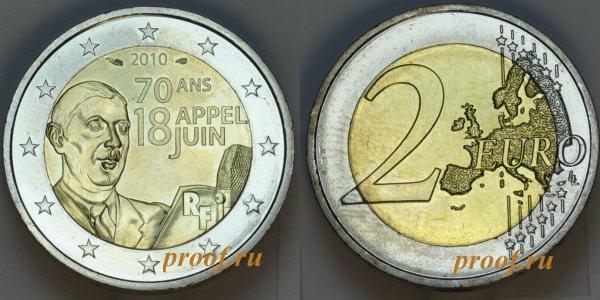 2010
70 ANS
18 APPEL
JUIN
RF
proof.ru
2 EURO
proof.ru